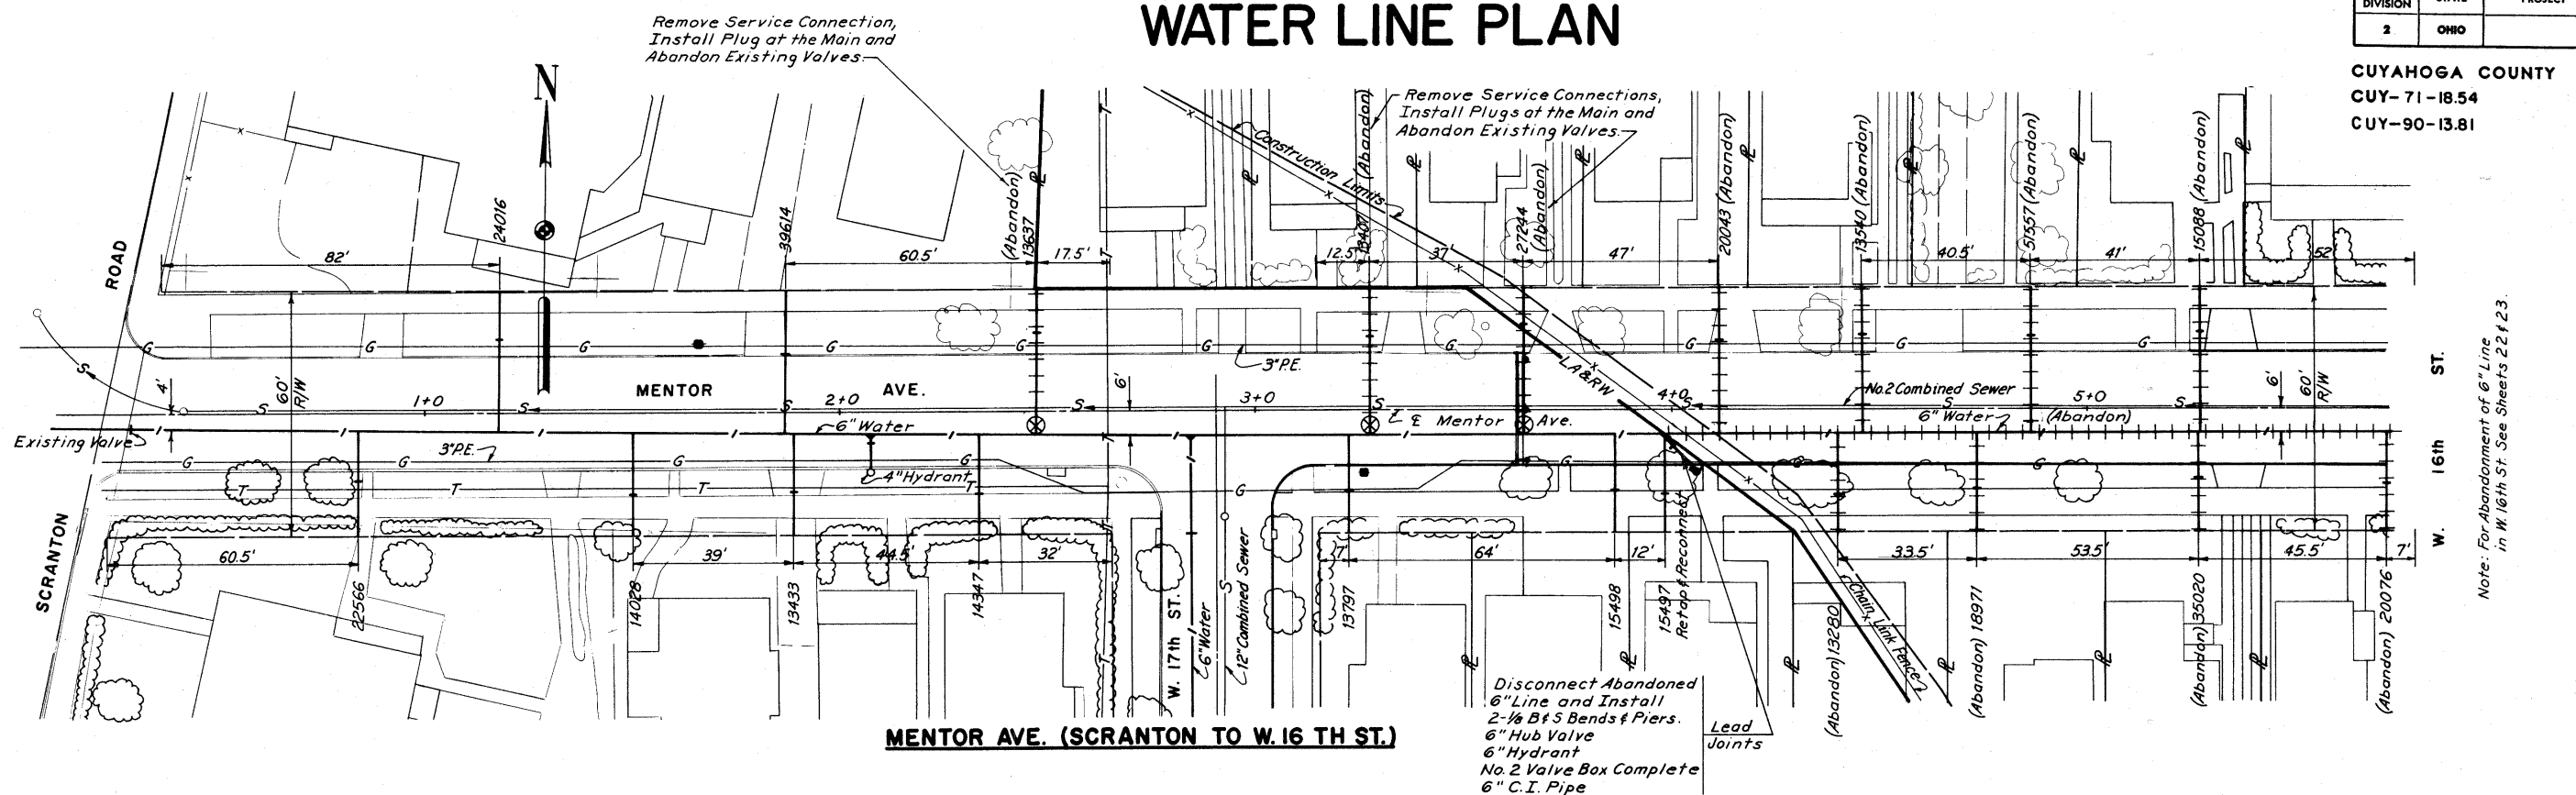 WATER LINE PLAN
DIVISION
2 OHIO
CUYAHOGA COUNTY
CUY-71-18.54
CUY-90-13.81
Remove Service Connection,
Install Plug at the Main and
Abandon Existing Valves.
N
Remove Service Connections,
Install Plugs at the Main and
Abandon Existing Valves.
Construction Limits
ROAD
SCRANTON
24016
39614
(Abandon)
13637
(Abandon)
27244
(Abandon)
20043 (Abandon)
13540 (Abandon)
51557 (Abandon)
15088 (Abandon)
82'
60.5'
17.5'
12.5'
37'
47'
40.5'
41'
52'
G G G G G G G G G G
3"P.E.
4'
60'
R/W
MENTOR AVE.
6'
LA&RW
No.2 Combined Sewer
6'
60'
R/W
S S S S S S S S
1+0
2+0
3+0
4+0
5+0
Existing Valve
6"Water
℄ Mentor Ave.
6" Water (Abandon)
3"P.E.
G G G G G G G G
T T T T
4"Hydrant
W. 16th ST.
Note: For Abandonment of 6" Line
in W. 16th St. See Sheets 22 & 23.
60.5'
39'
44.5'
32'
7'
64'
12'
33.5'
53.5'
45.5'
7'
22566
14028
13433
14347
W. 17th ST.
6"Water
12"Combined Sewer
13797
15498
15497
Retap & Reconnect
(Abandon) 13280
Chain Link Fence
(Abandon) 18971
(Abandon) 35020
(Abandon) 20076
Disconnect Abandoned
6"Line and Install
2-1/8 B & S Bends & Piers.
6"Hub Valve
6"Hydrant
No. 2 Valve Box Complete
6" C.I. Pipe
Lead
Joints
MENTOR AVE. (SCRANTON TO W. 16 TH ST.)